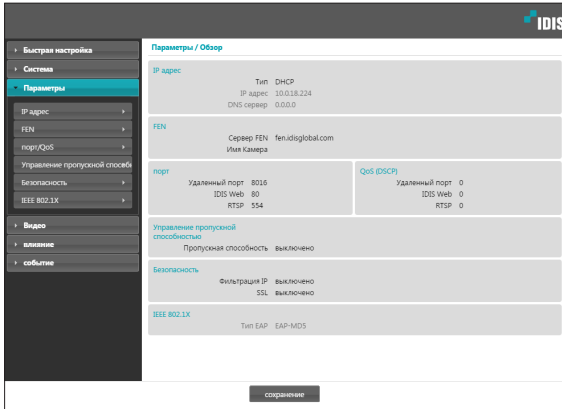 IDIS
Быстрая настройка
Система
Параметры
IP адрес
FEN
порт/QoS
Управление пропускной способн
Безопасность
IEEE 802.1X
Видео
влияние
событие
Параметры / Обзор
IP адрес
Тип DHCP
IP адрес 10.0.18.224
DNS сервер 0.0.0.0
FEN
Сервер FEN fen.idisglobal.com
Имя Камера
порт
Удаленный порт 8016
IDIS Web 80
RTSP 554
QoS (DSCP)
Удаленный порт 0
IDIS Web 0
RTSP 0
Управление пропускной
способностью
Пропускная способность выключено
Безопасность
Фильтрация IP выключено
SSL выключено
IEEE 802.1X
Тип EAP EAP-MD5
сохранение